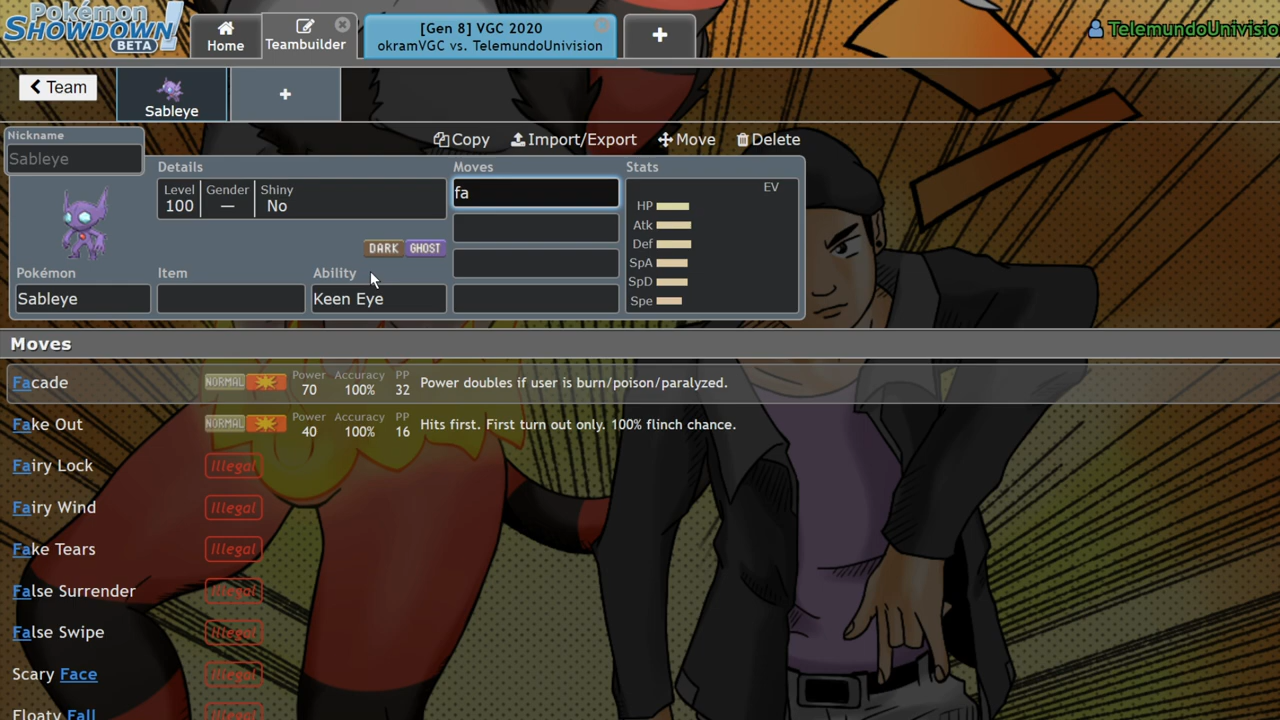 Pokémon
SHOWDOWN!
BETA
Home
Teambuilder
[Gen 8] VGC 2020
okramVGC vs. TelemundoUnivision
+
TelemundoUnivisio
Team
Sableye
+
Nickname
Sableye
Copy
Import/Export
Move
Delete
Details
Moves
Stats
Level
Gender
Shiny
100
—
No
fa
EV
HP
Atk
Def
SpA
SpD
Spe
DARK GHOST
Pokémon
Item
Ability
Sableye
Keen Eye
Moves
Facade NORMAL Power 70 Accuracy 100% PP 32 Power doubles if user is burn/poison/paralyzed.
Fake Out NORMAL Power 40 Accuracy 100% PP 16 Hits first. First turn out only. 100% flinch chance.
Fairy Lock Illegal
Fairy Wind Illegal
Fake Tears Illegal
False Surrender Illegal
False Swipe Illegal
Scary Face Illegal
Floaty Fall Illegal